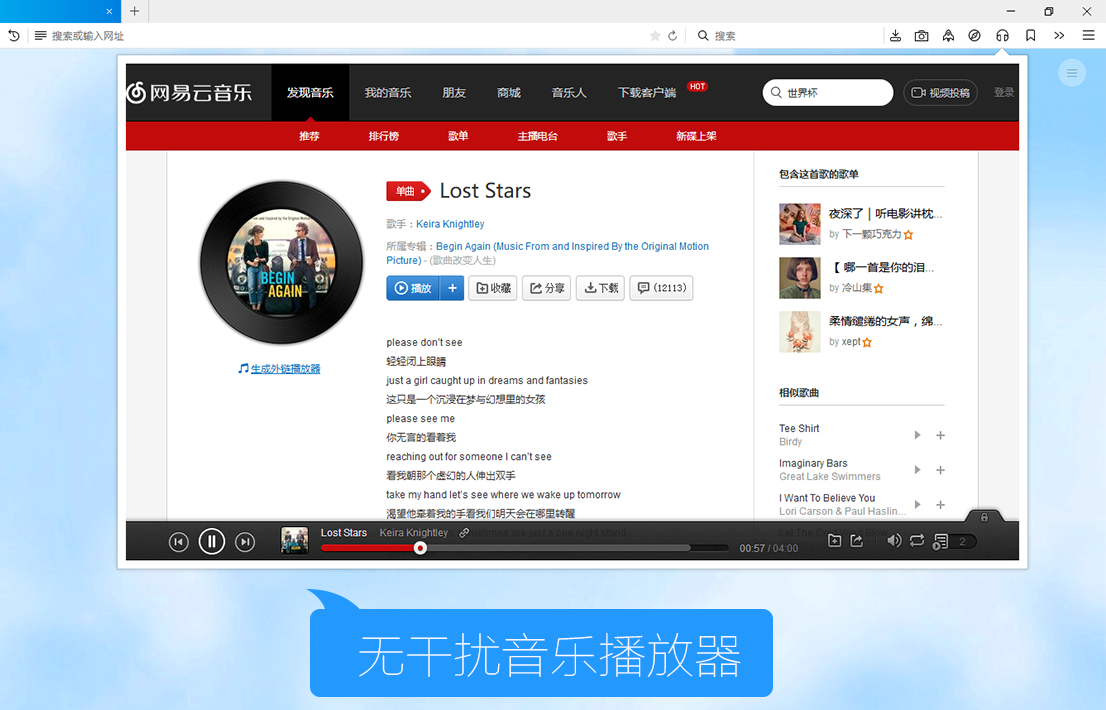 搜索或输入网址
搜索
网易云音乐
发现音乐
我的音乐
朋友
商城
音乐人
下载客户端
HOT
世界杯
视频投稿
登录
推荐
排行榜
歌单
主播电台
歌手
新碟上架
BEGIN
AGAIN
生成外链播放器
单曲
Lost Stars
歌手：Keira Knightley
所属专辑：Begin Again (Music From and Inspired By the Original Motion
Picture) - (歌曲改变人生)
播放
收藏
分享
下载
(12113)
please don't see
轻轻闭上眼睛
just a girl caught up in dreams and fantasies
这只是一个沉浸在梦与幻想里的女孩
please see me
你无言的看着我
reaching out for someone I can't see
看我朝那个虚幻的人伸出双手
take my hand let's see where we wake up tomorrow
渴望他牵着我的手看我们明天会在哪里转醒
包含这首歌的歌单
夜深了｜听电影讲枕...
by 下一颗巧克力
【 哪一首是你的泪...
by 冷山集
柔情缱绻的女声，绵...
by xept
相似歌曲
Tee Shirt
Birdy
Imaginary Bars
Great Lake Swimmers
I Want To Believe You
Lori Carson & Paul Haslin...
Lost Stars
Keira Knightley
00:57 / 04:00
2
无干扰音乐播放器